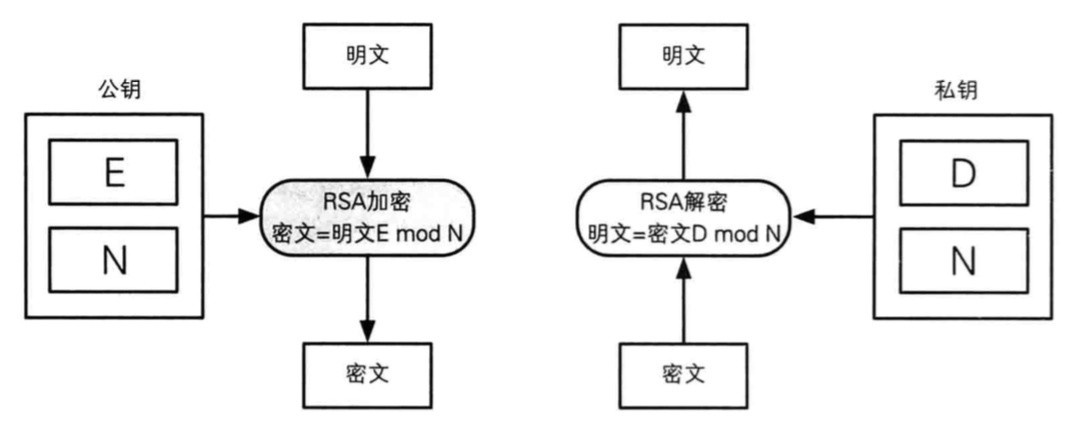 公钥
E
N
明文
RSA加密
密文=明文E mod N
密文
明文
RSA解密
明文=密文D mod N
密文
私钥
D
N